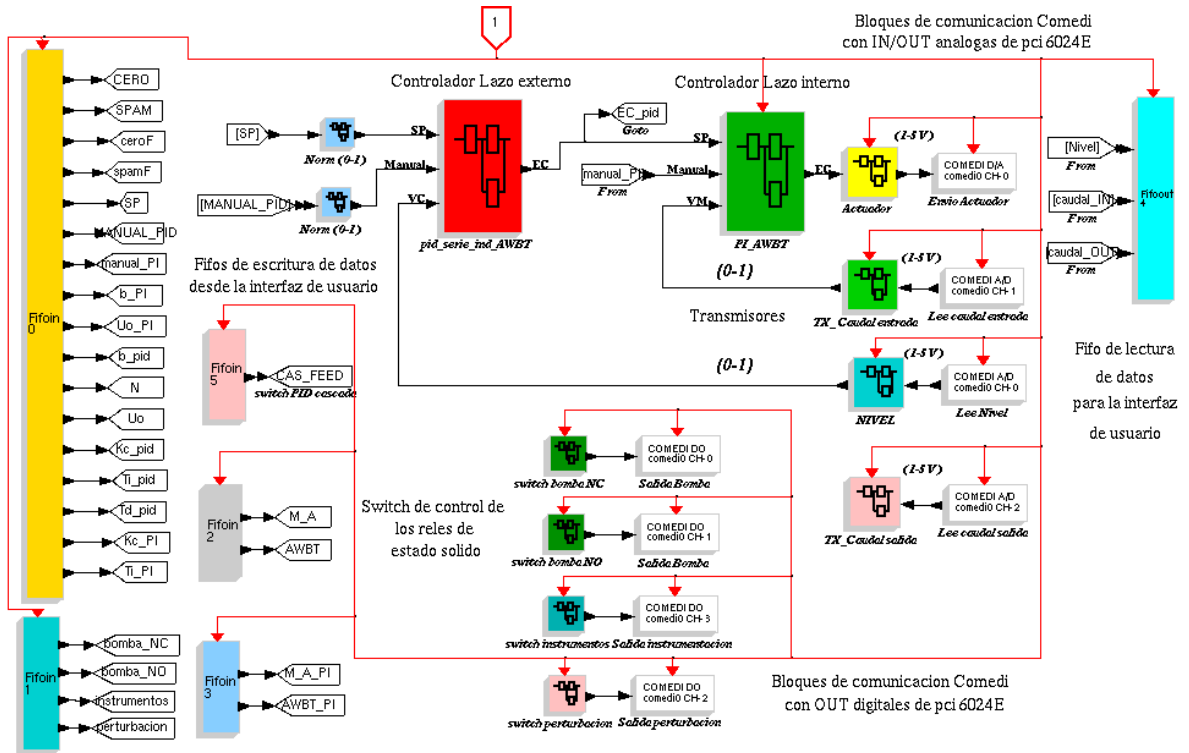 1
Bloques de comunicacion Comedi
con IN/OUT analogas de pci 6024E
Fifoin
0
CERO
SPAM
ceroF
spamF
SP
MANUAL_PID
manual_PI
b_PI
Uo_PI
b_pid
N
Uo
Kc_pid
Ti_pid
Td_pid
Kc_PI
Ti_PI
Controlador Lazo externo
[SP]
Norm (0-1)
[MANUAL_PID]
Norm (0-1)
SP
Manual
VC
EC
pid_serie_ind_AWBT
EC_pid
Goto
manual_PI
From
Controlador Lazo interno
SP
Manual
VM
EC
PI_AWBT
(1-5V)
Actuador
COMEDI D/A
comedi0 CH-0
Envio Actuador
[Nivel]
From
[caudal_IN]
From
[caudal_OUT]
From
Fifoout
4
Fifos de escritura de datos
desde la interfaz de usuario
Fifoin
5
CAS_FEED
switch PID cascada
(0-1)
Transmisores
(1-5V)
TX_Caudal entrada
COMEDI A/D
comedi0 CH-1
Lee caudal entrada
(0-1)
(1-5V)
NIVEL
COMEDI A/D
comedi0 CH-0
Lee Nivel
Fifo de lectura
de datos
para la interfaz
de usuario
Fifoin
2
M_A
AWBT
Switch de control de
los reles de
estado solido
switch bomba NC
COMEDI DO
comedi0 CH-0
Salida Bomba
switch bomba NO
COMEDI DO
comedi0 CH-1
Salida Bomba
switch instrumentos
COMEDI DO
comedi0 CH-3
Salida instrumentacion
switch perturbacion
COMEDI DO
comedi0 CH-2
Salida perturbacion
(1-5V)
TX_Caudal salida
COMEDI A/D
comedi0 CH-2
Lee caudal salida
Fifoin
1
bomba_NC
bomba_NO
instrumentos
perturbacion
Fifoin
3
M_A_PI
AWBT_PI
Bloques de comunicacion Comedi
con OUT digitales de pci 6024E